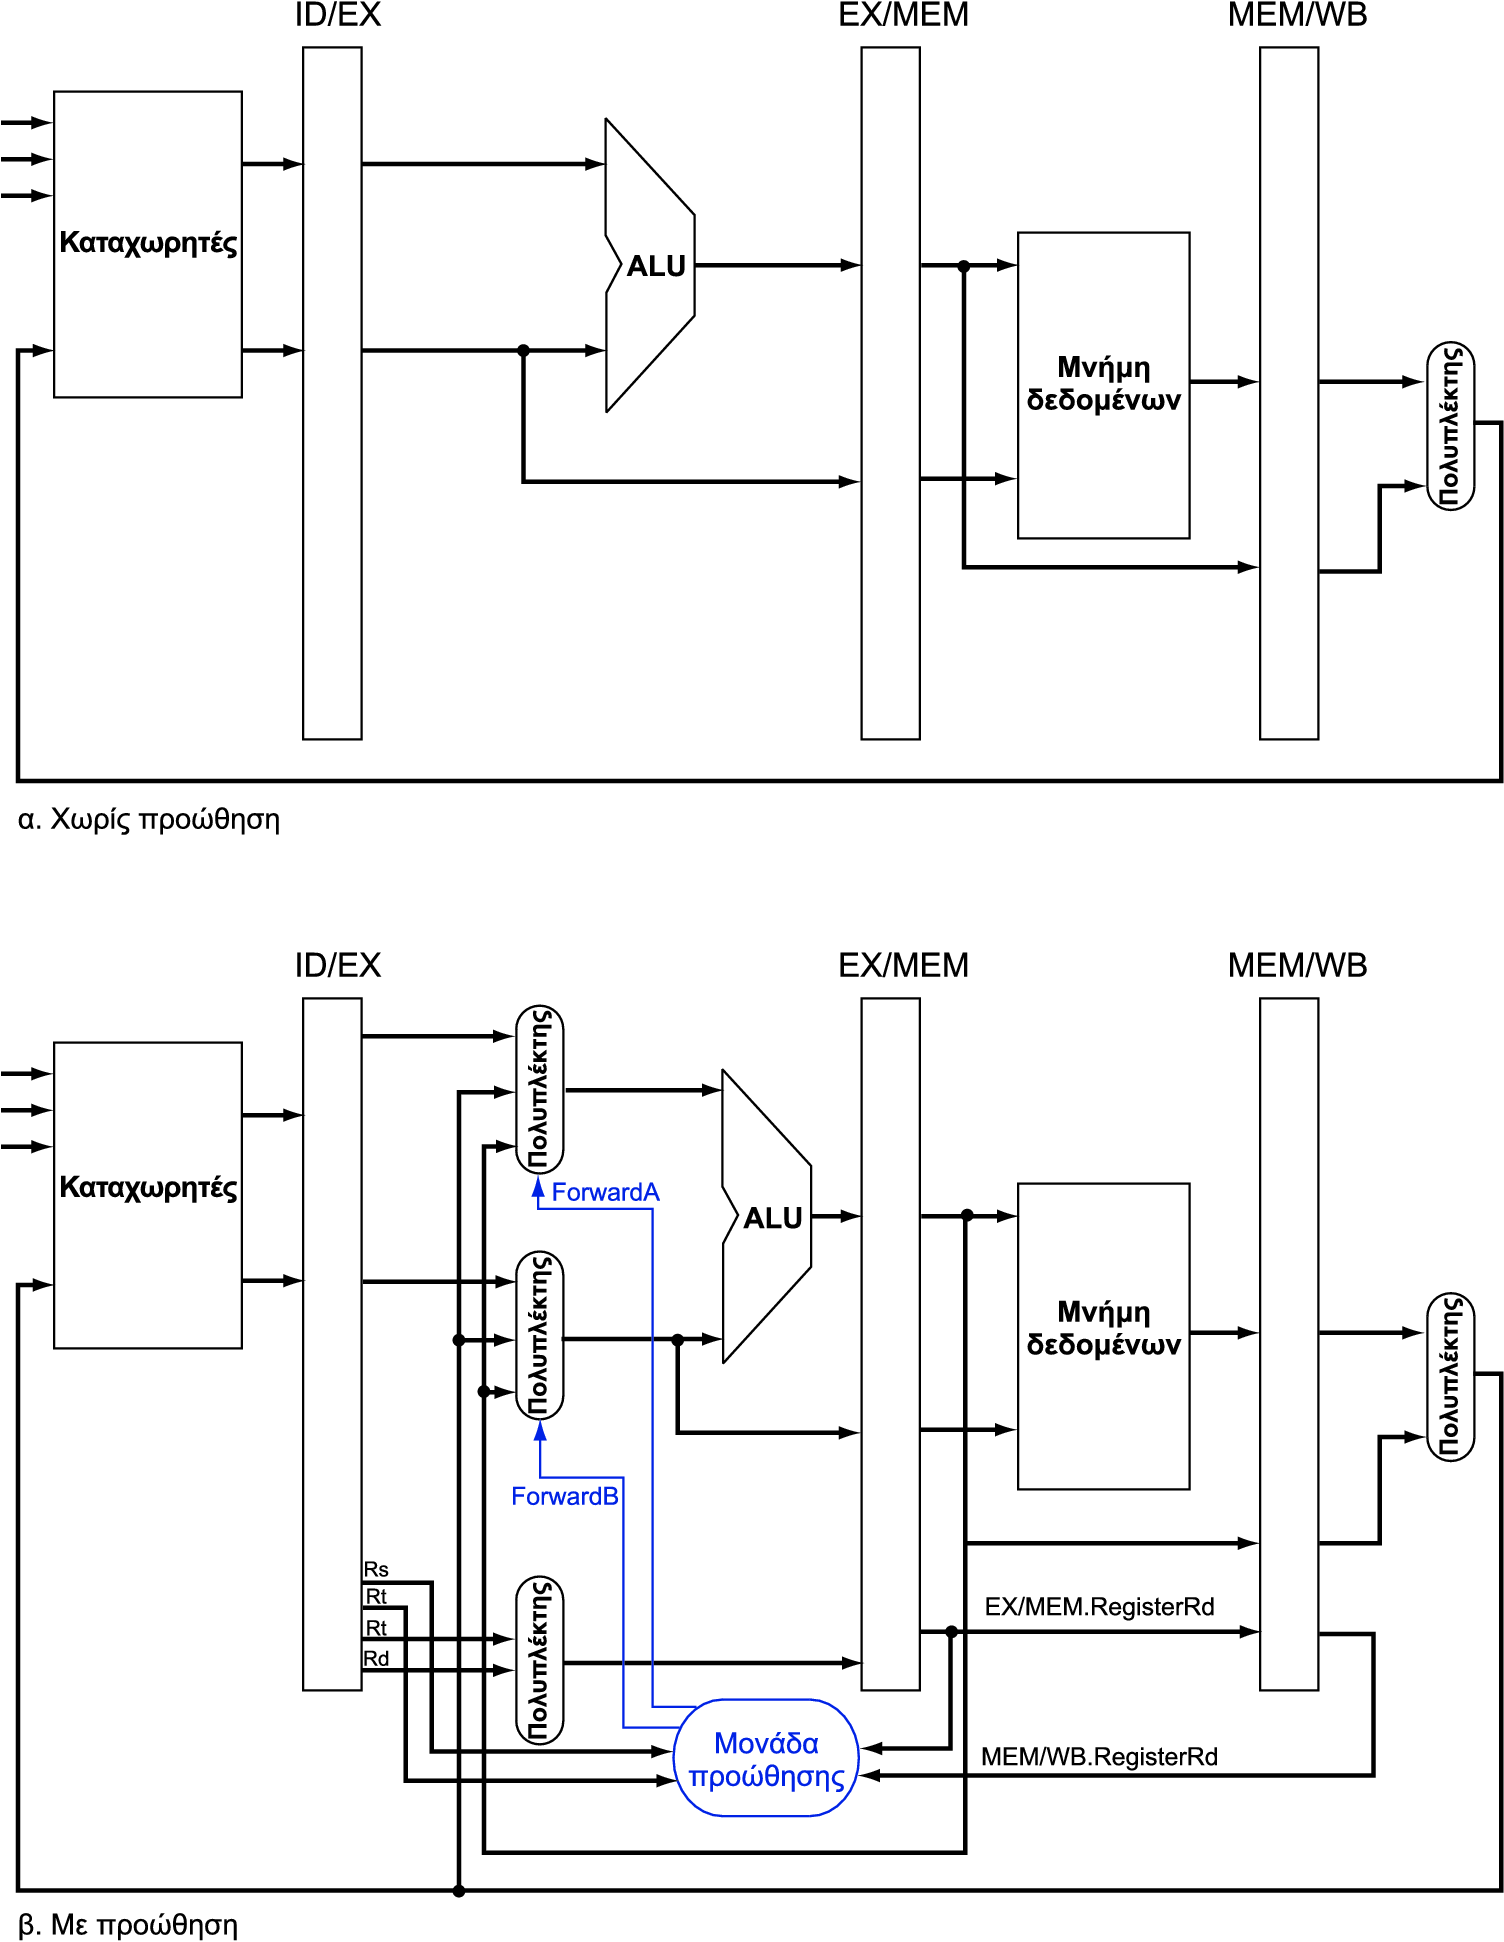 ID/EX
EX/MEM
MEM/WB
Καταχωρητές
ALU
Μνήμη
δεδομένων
Πολυπλέκτης
α. Χωρίς προώθηση
ID/EX
EX/MEM
MEM/WB
Πολυπλέκτης
Καταχωρητές
ForwardA
ALU
Πολυπλέκτης
Μνήμη
δεδομένων
Πολυπλέκτης
ForwardB
Rs
Rt
Rt
Rd
Πολυπλέκτης
EX/MEM.RegisterRd
Μονάδα
προώθησης
MEM/WB.RegisterRd
β. Με προώθηση